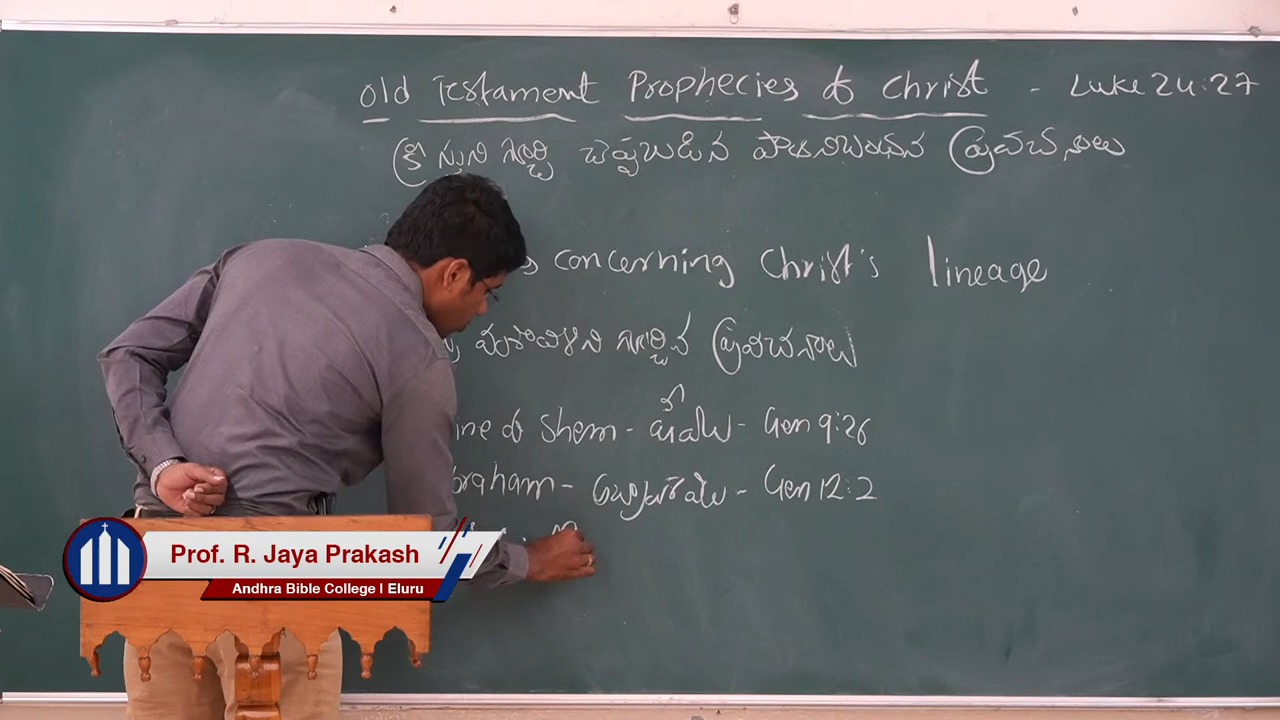 Old Testament Prophecies of Christ - Luke 24:27
క్రీస్తుని గూర్చి చెప్పబడిన పాతనిబంధన ప్రవచనాలు
concerning Christ's lineage
వంశావళిని గూర్చిన ప్రవచనాలు
ine of Shem - షేము - Gen 9:26
braham - అబ్రాహాము - Gen 12:2
Prof. R. Jaya Prakash
Andhra Bible College | Eluru